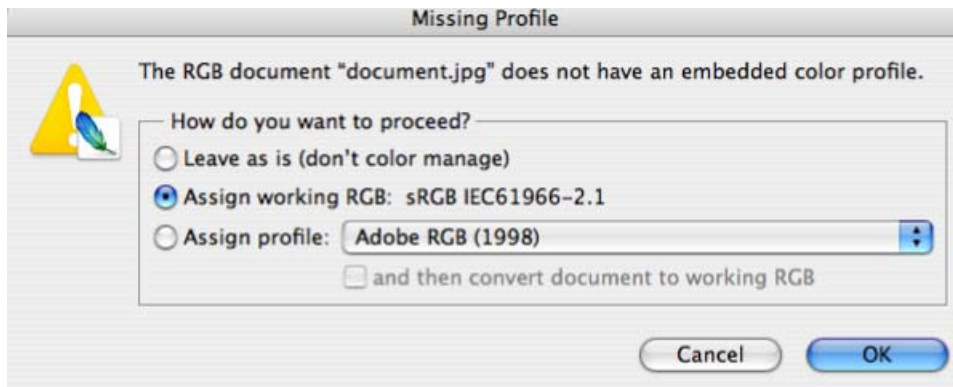 Missing Profile
The RGB document “document.jpg” does not have an embedded color profile.
How do you want to proceed?
Leave as is (don't color manage)
Assign working RGB: sRGB IEC61966-2.1
Assign profile: Adobe RGB (1998)
and then convert document to working RGB
Cancel OK